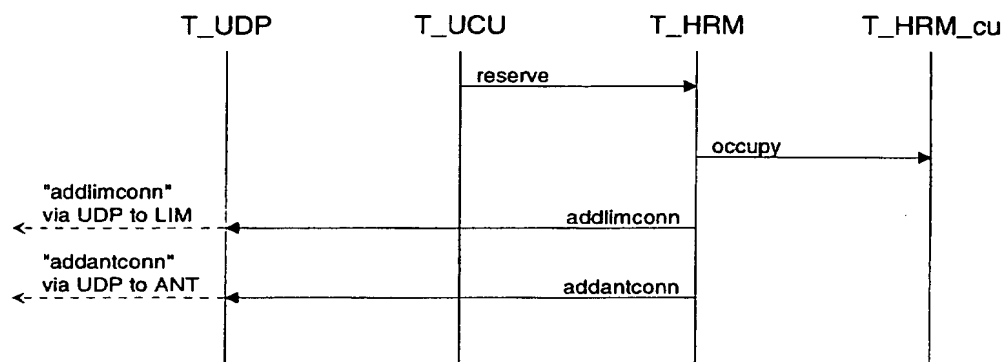 T_UDP T_UCU T_HRM T_HRM_cu
reserve
occupy
"addlimconn"
via UDP to LIM
addlimconn
"addantconn"
via UDP to ANT
addantconn